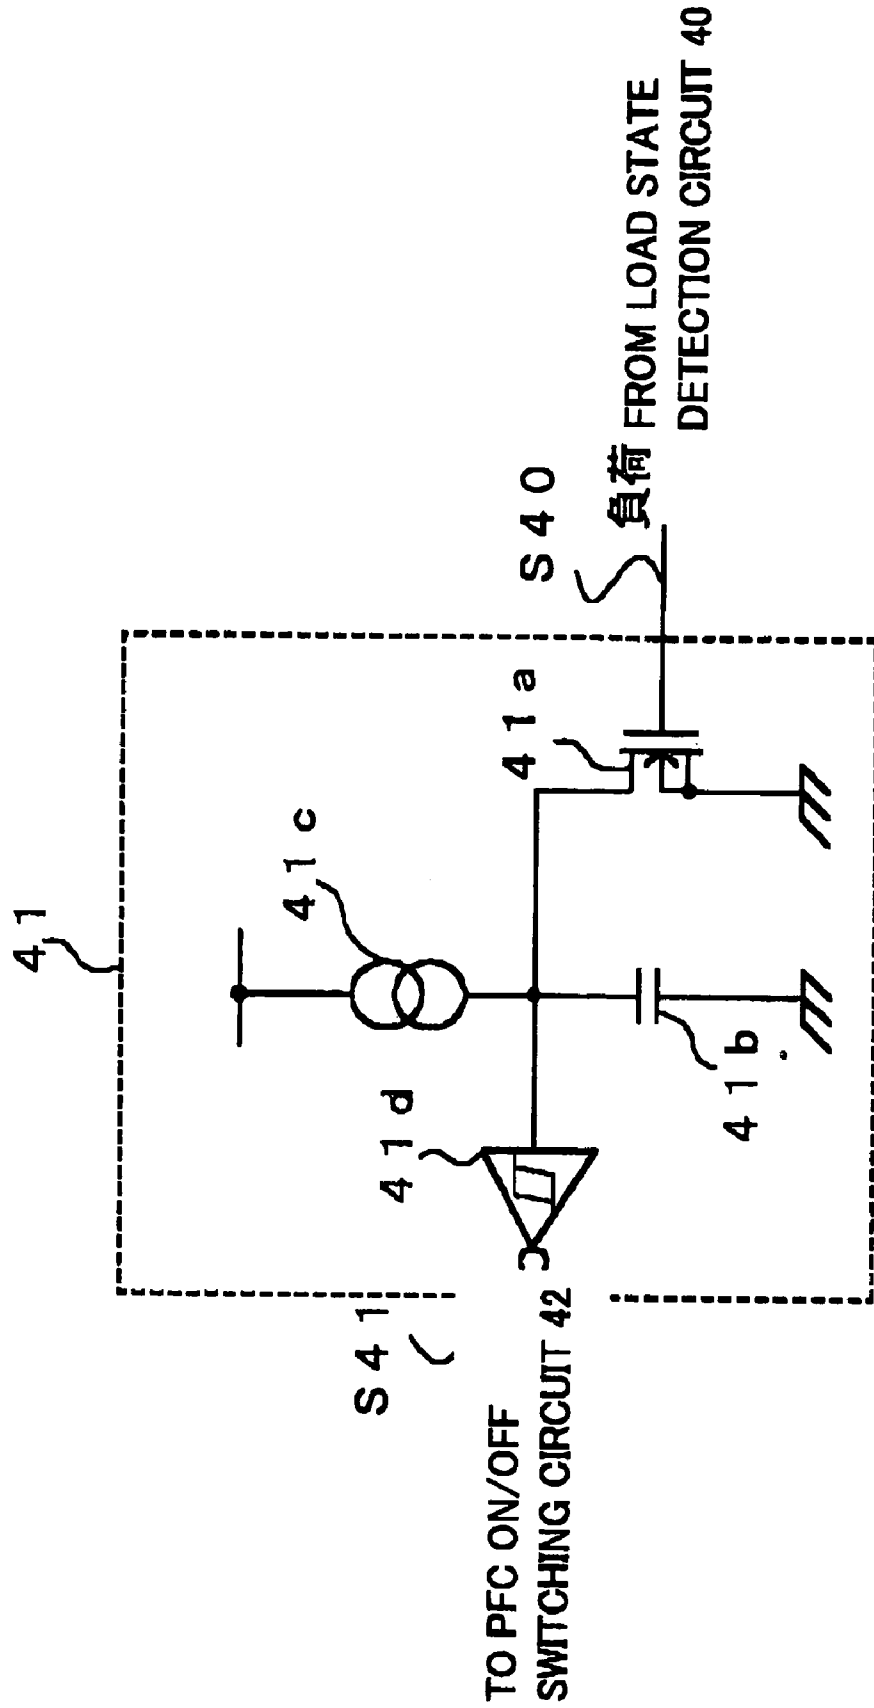 41
41c
41a
41b
41d
S40
負荷 FROM LOAD STATE
DETECTION CIRCUIT 40
S41
TO PFC ON/OFF
SWITCHING CIRCUIT 42